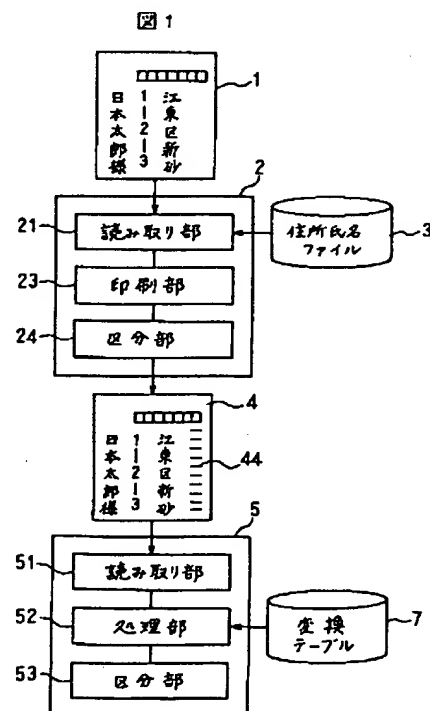 図1
1
江東区新砂
1-2-3
日本太郎様
2
21
読み取り部
住所氏名
ファイル
3
23
印刷部
24
区分部
4
江東区新砂
1-2-3
日本太郎様
44
5
51
読み取り部
52
処理部
変換
テーブル
7
53
区分部